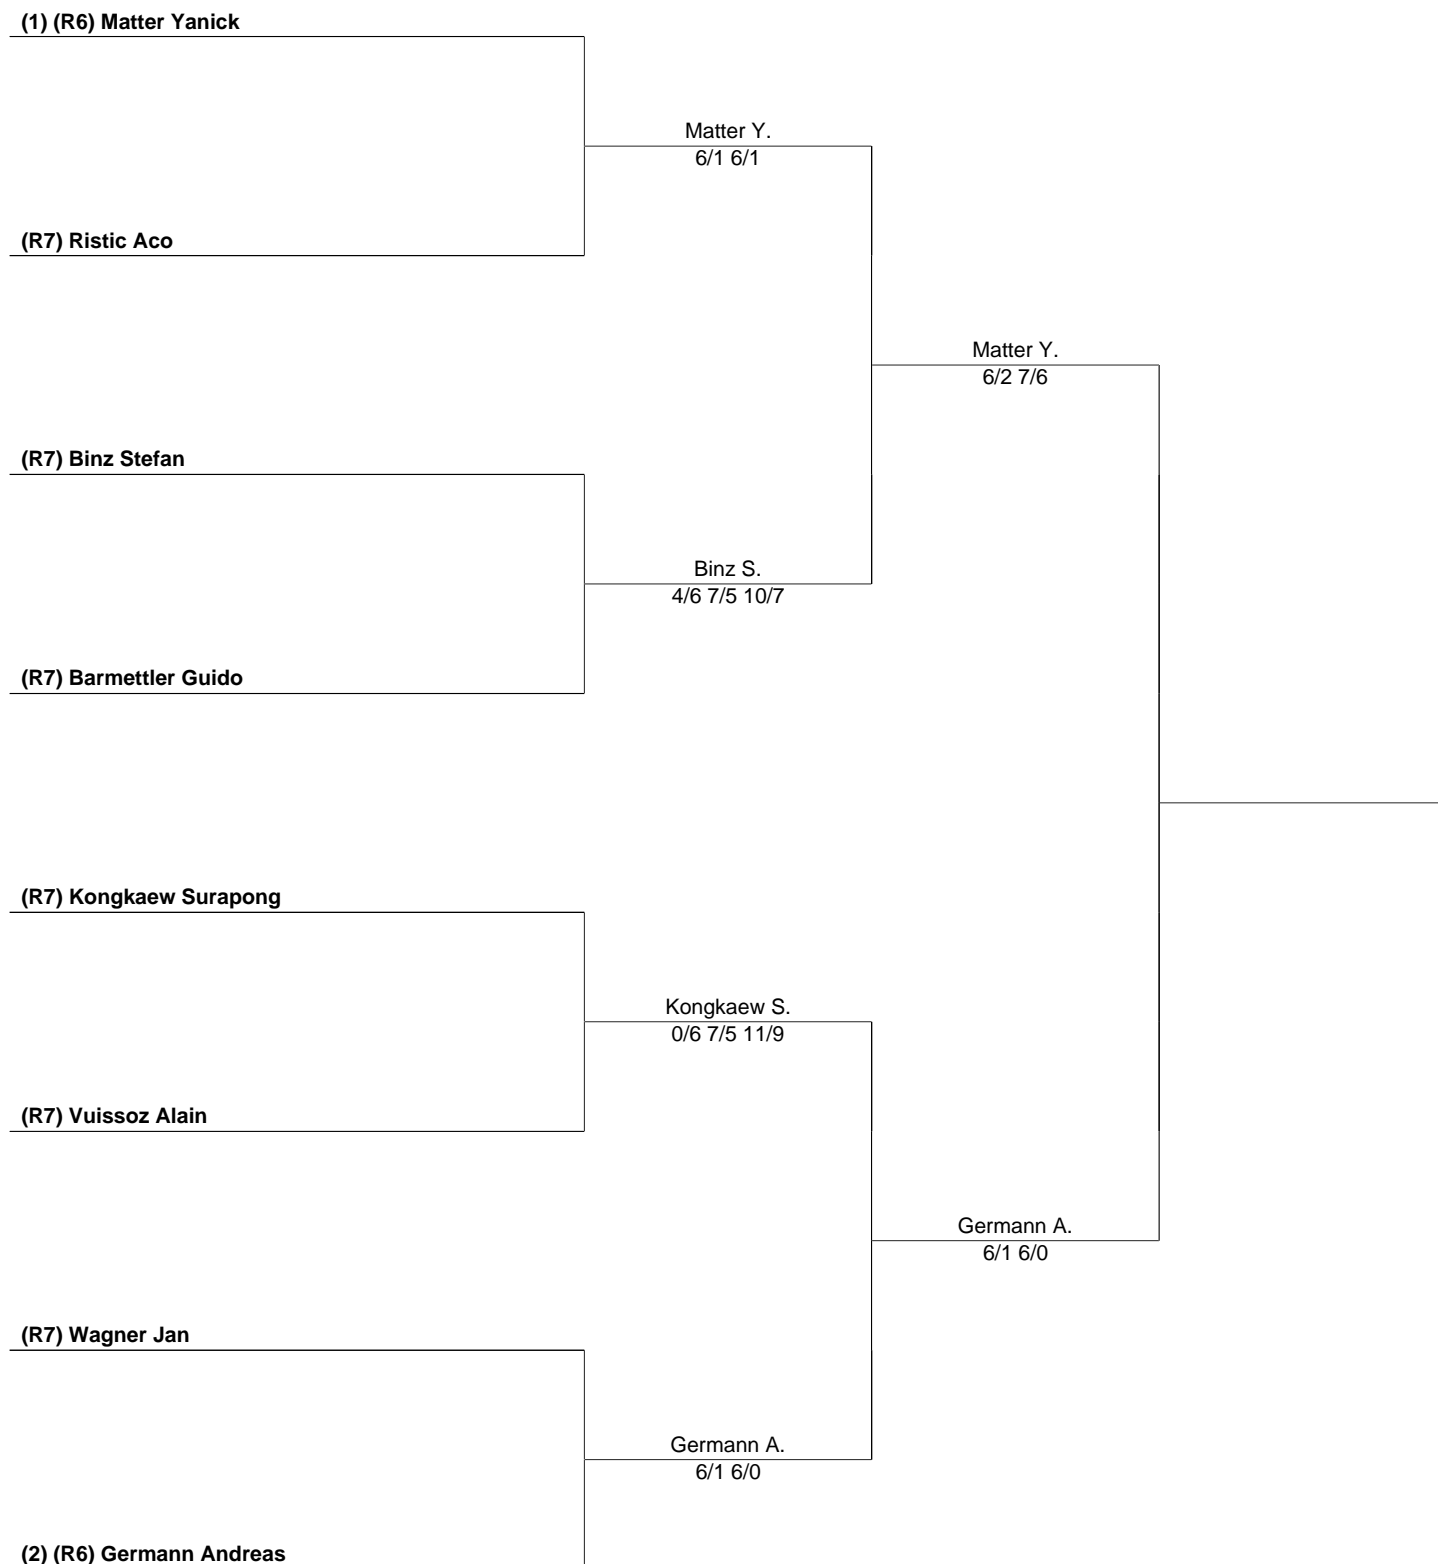 (1) (R6) Matter Yanick
Matter Y.
6/1 6/1
(R7) Ristic Aco
Matter Y.
6/2 7/6
(R7) Binz Stefan
Binz S.
4/6 7/5 10/7
(R7) Barmettler Guido
(R7) Kongkaew Surapong
Kongkaew S.
0/6 7/5 11/9
(R7) Vuissoz Alain
Germann A.
6/1 6/0
(R7) Wagner Jan
Germann A.
6/1 6/0
(2) (R6) Germann Andreas